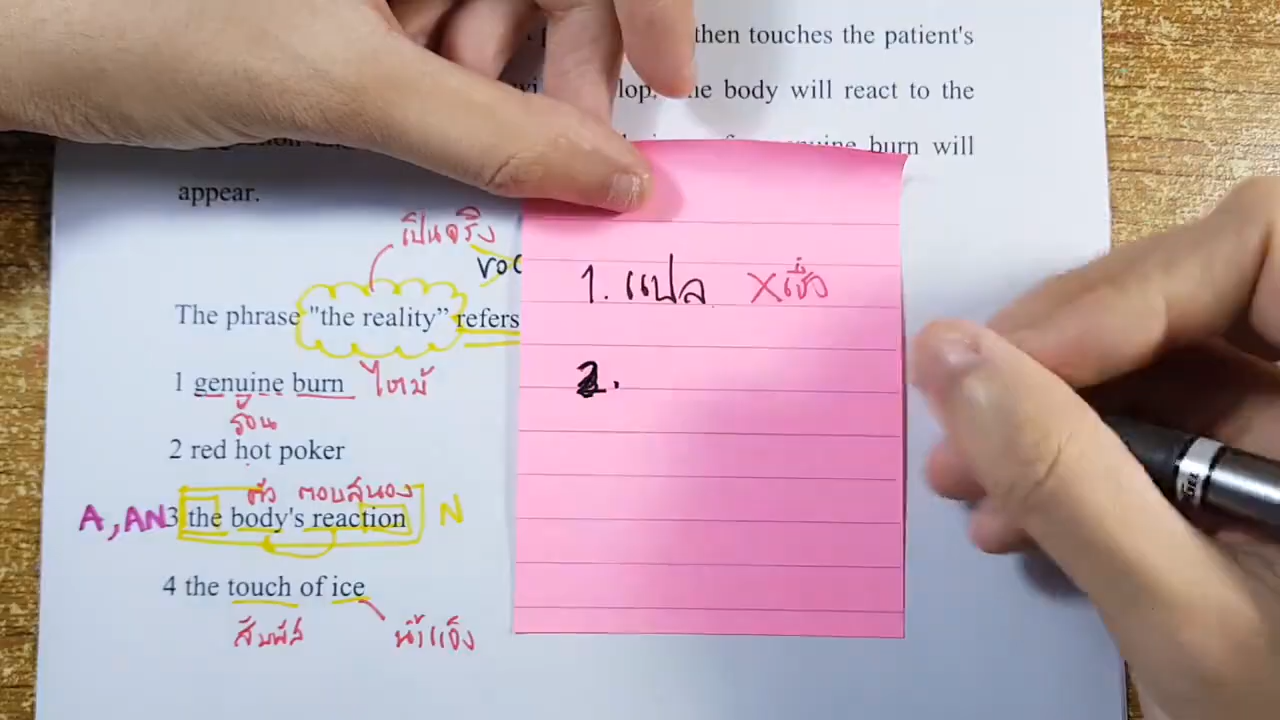 then touches the patient's
lop. The body will react to the
genuine burn will
appear.
เป็นจริง
VOC
The phrase "the reality” refers
1 genuine burn ไหม้
ร้อน
2 red hot poker
ตัว ตอบสนอง
A, AN 3 the body's reaction N
4 the touch of ice
สัมผัส น้ำแข็ง
1. แปล X เชื่อ
2.